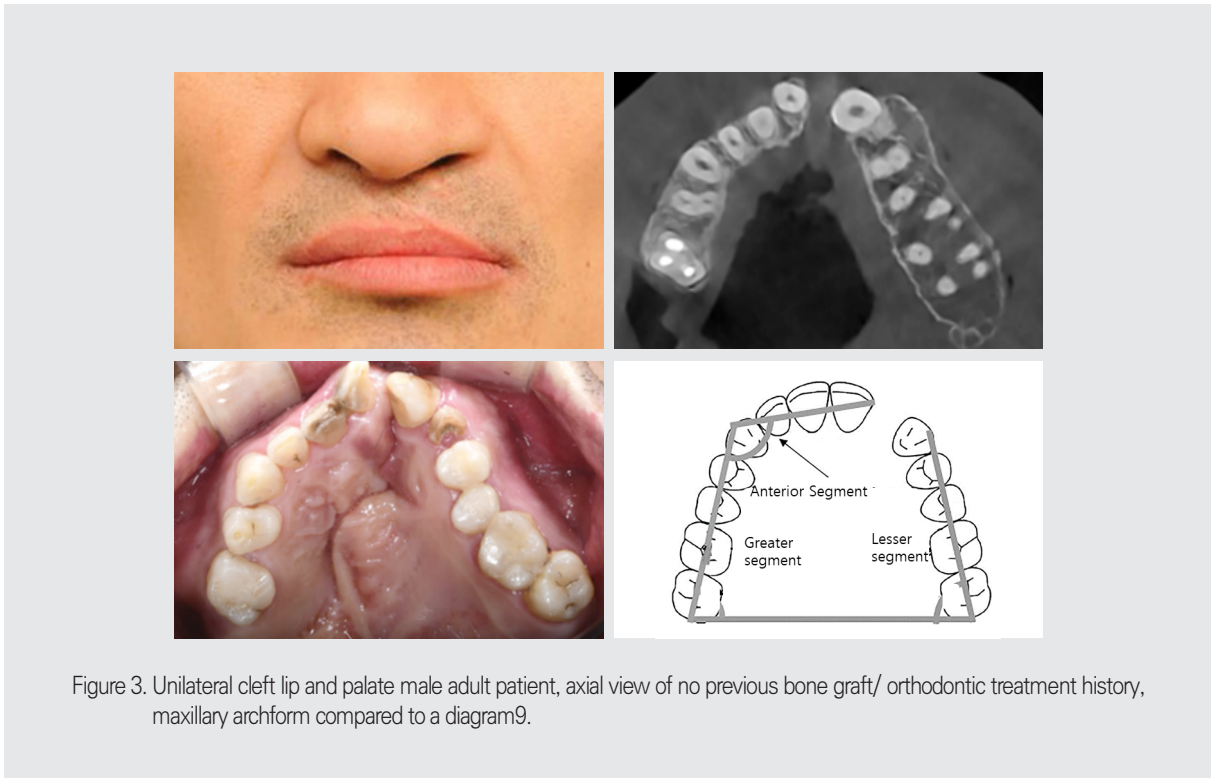 Anterior Segment
Greater
segment
Lesser
segment
Figure 3. Unilateral cleft lip and palate male adult patient, axial view of no previous bone graft/ orthodontic treatment history,
maxillary archform compared to a diagram9.